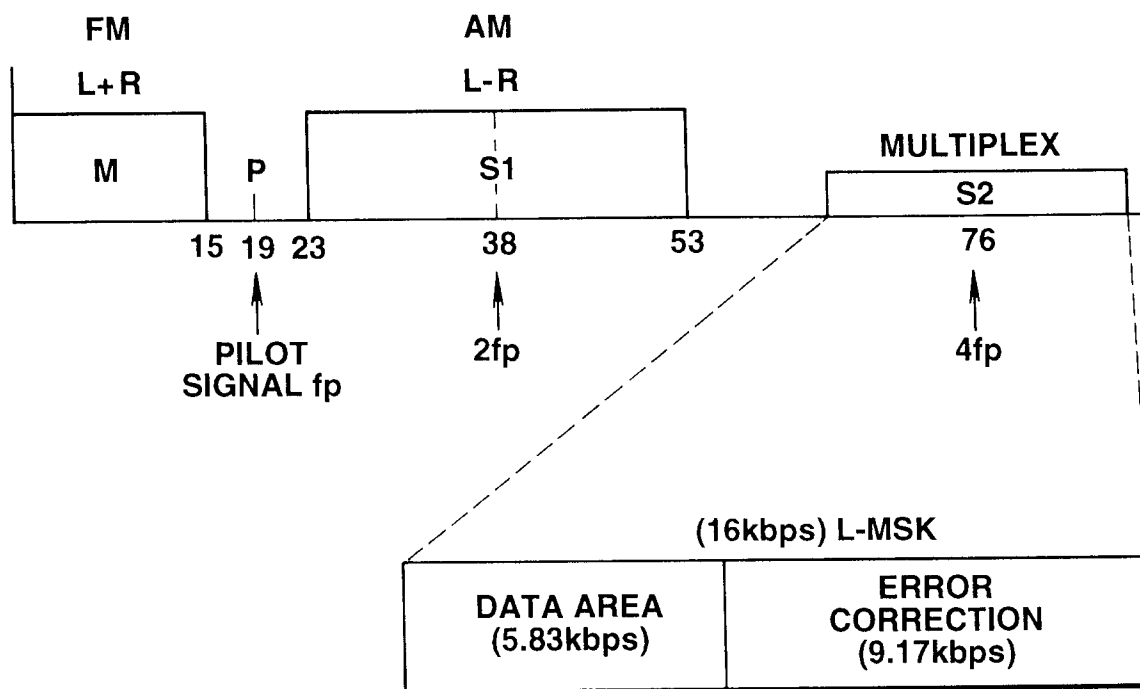 FM
AM
L+R
L-R
M
P
S1
MULTIPLEX
S2
15 19 23
38
53
76
PILOT
SIGNAL fp
2fp
4fp
(16kbps) L-MSK
DATA AREA
(5.83kbps)
ERROR
CORRECTION
(9.17kbps)